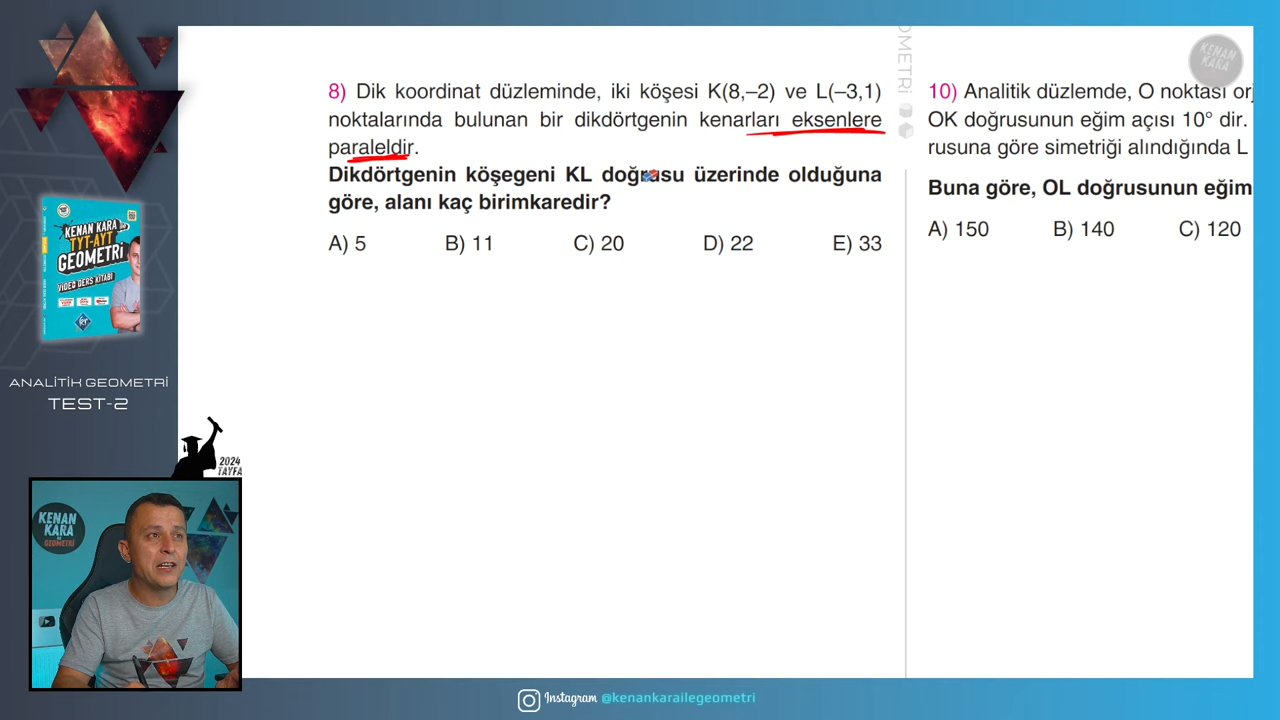 8) Dik koordinat düzleminde, iki köşesi K(8,–2) ve L(–3,1)
noktalarında bulunan bir dikdörtgenin kenarları eksenlere
paraleldir.
Dikdörtgenin köşegeni KL doğrusu üzerinde olduğuna
göre, alanı kaç birimkaredir?
A) 5 B) 11 C) 20 D) 22 E) 33
OMETRİ
KENAN
KARA
10) Analitik düzlemde, O noktası orj
OK doğrusunun eğim açısı 10° dir.
rusuna göre simetriği alındığında L
Buna göre, OL doğrusunun eğim
A) 150 B) 140 C) 120
KENAN KARA
TYT-AYT
GEOMETRİ
VİDEO DERS KİTABI
ANALİTİK GEOMETRİ
TEST-2
2024
TAYFA
KENAN
KARA
GEOMETRİ
Instagram @kenankarailegeometri